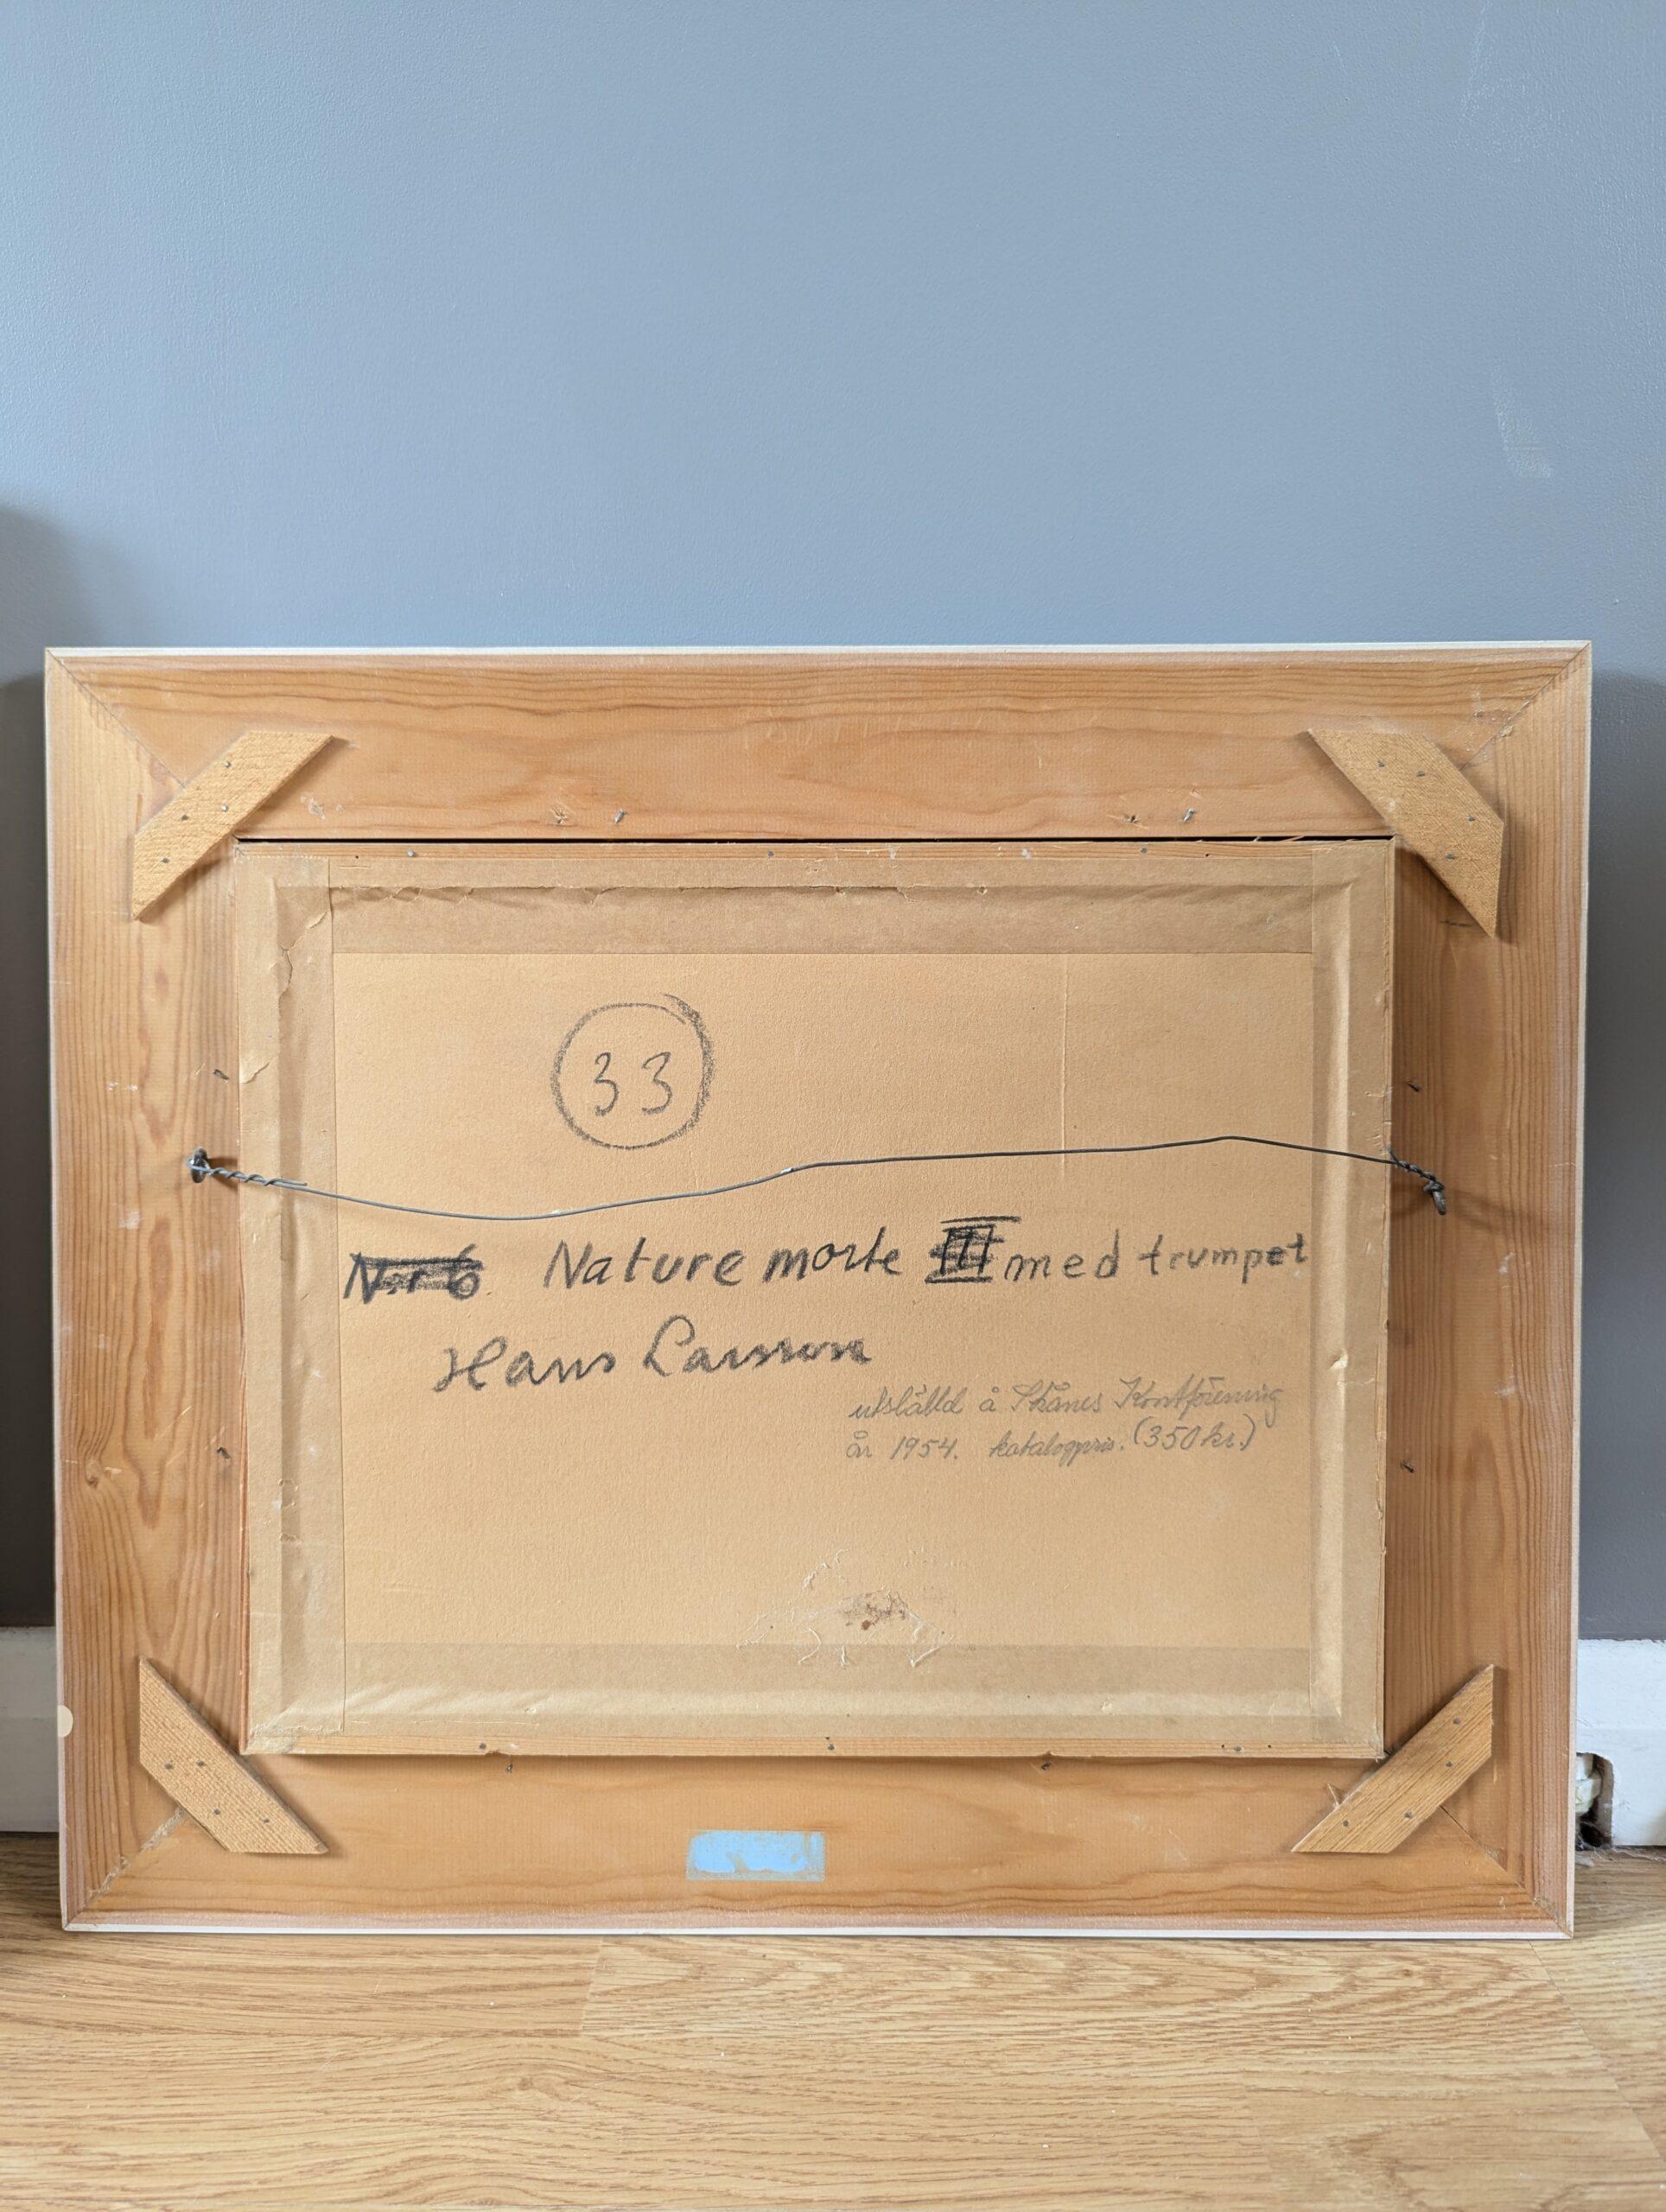 33
Nr 6 Nature morte III med trumpet
Hans Larsson
utställd å Skånes Konstförening
år 1954. katalogpris. (350 kr.)